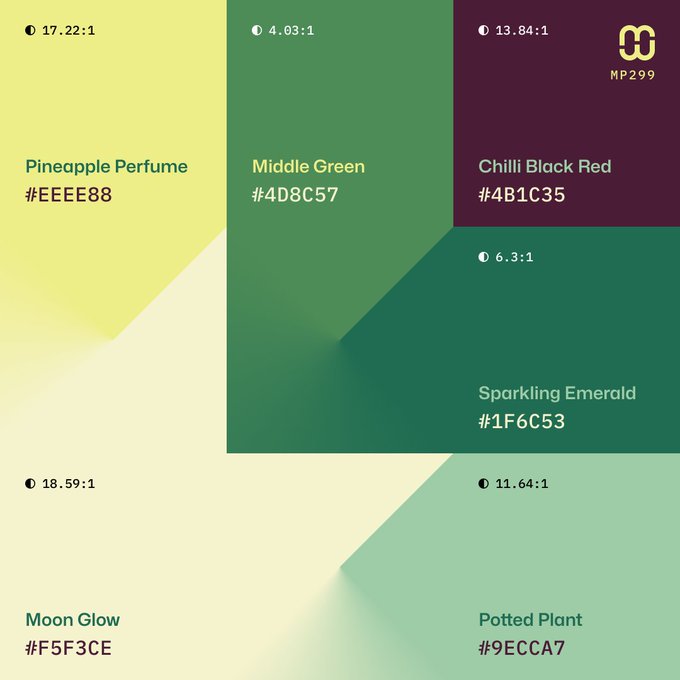 17.22:1
Pineapple Perfume
#EEEE88
4.03:1
Middle Green
#4D8C57
13.84:1
MP299
Chilli Black Red
#4B1C35
6.3:1
Sparkling Emerald
#1F6C53
18.59:1
Moon Glow
#F5F3CE
11.64:1
Potted Plant
#9ECCA7